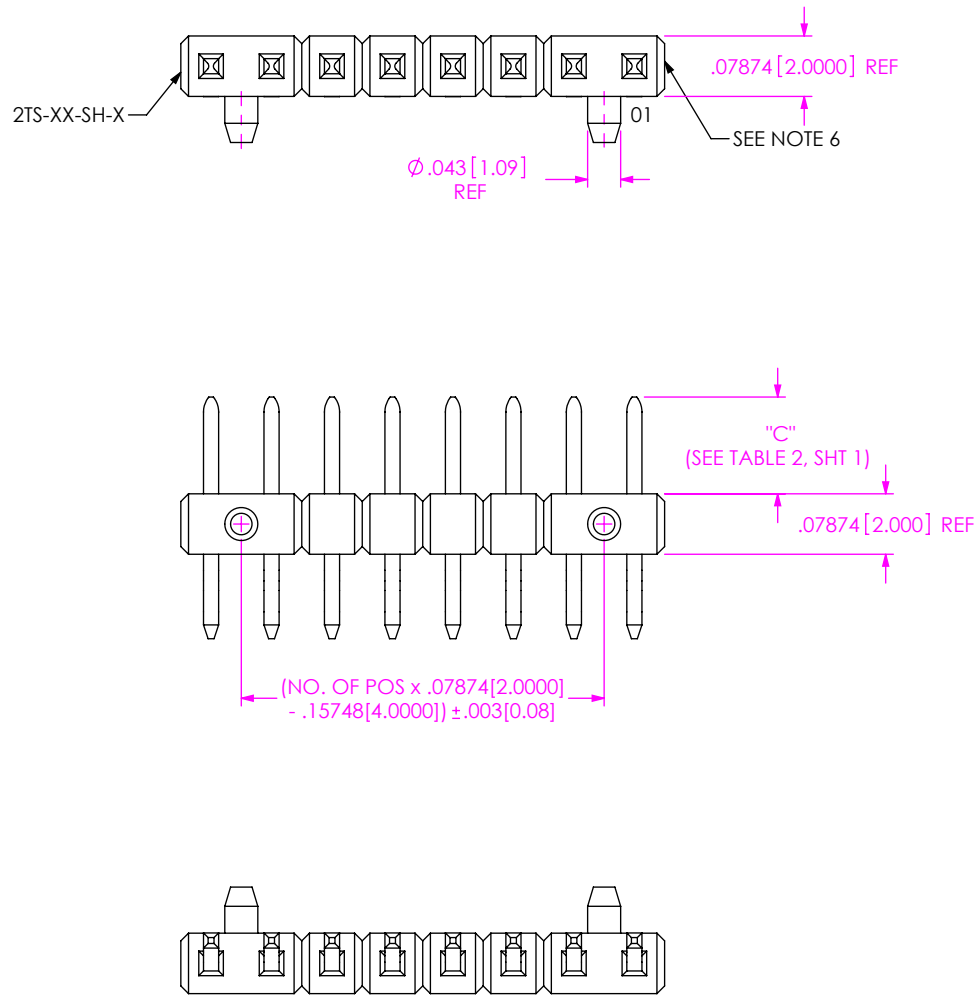 .07874[2.0000] REF
2TS-XX-SH-X
01
SEE NOTE 6
Ø.043[1.09]
REF
"C"
(SEE TABLE 2, SHT 1)
.07874[2.000] REF
(NO. OF POS x .07874[2.0000]
- .15748[4.0000]) ±.003[0.08]